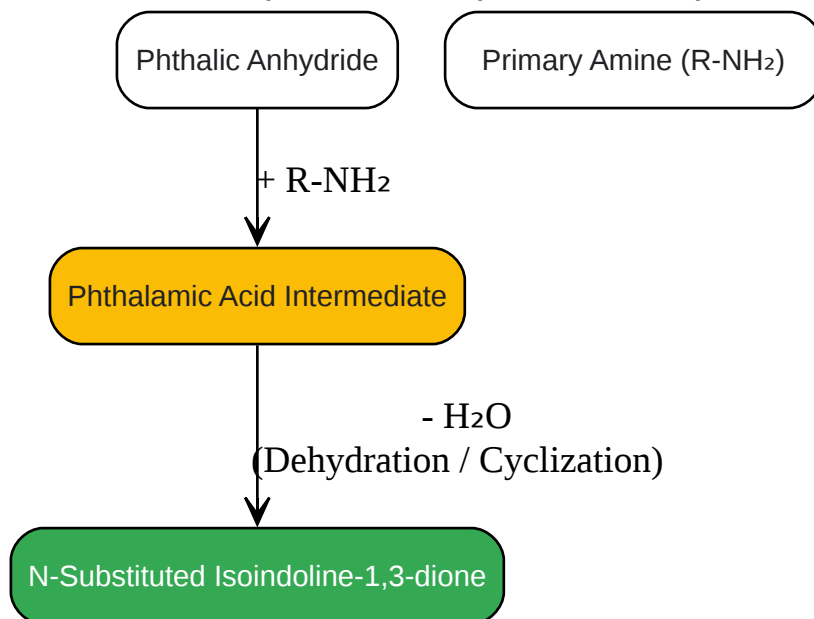 Phthalic Anhydride
Primary Amine (R-NH₂)
+ R-NH₂
Phthalamic Acid Intermediate
- H₂O
(Dehydration / Cyclization)
N-Substituted Isoindoline-1,3-dione